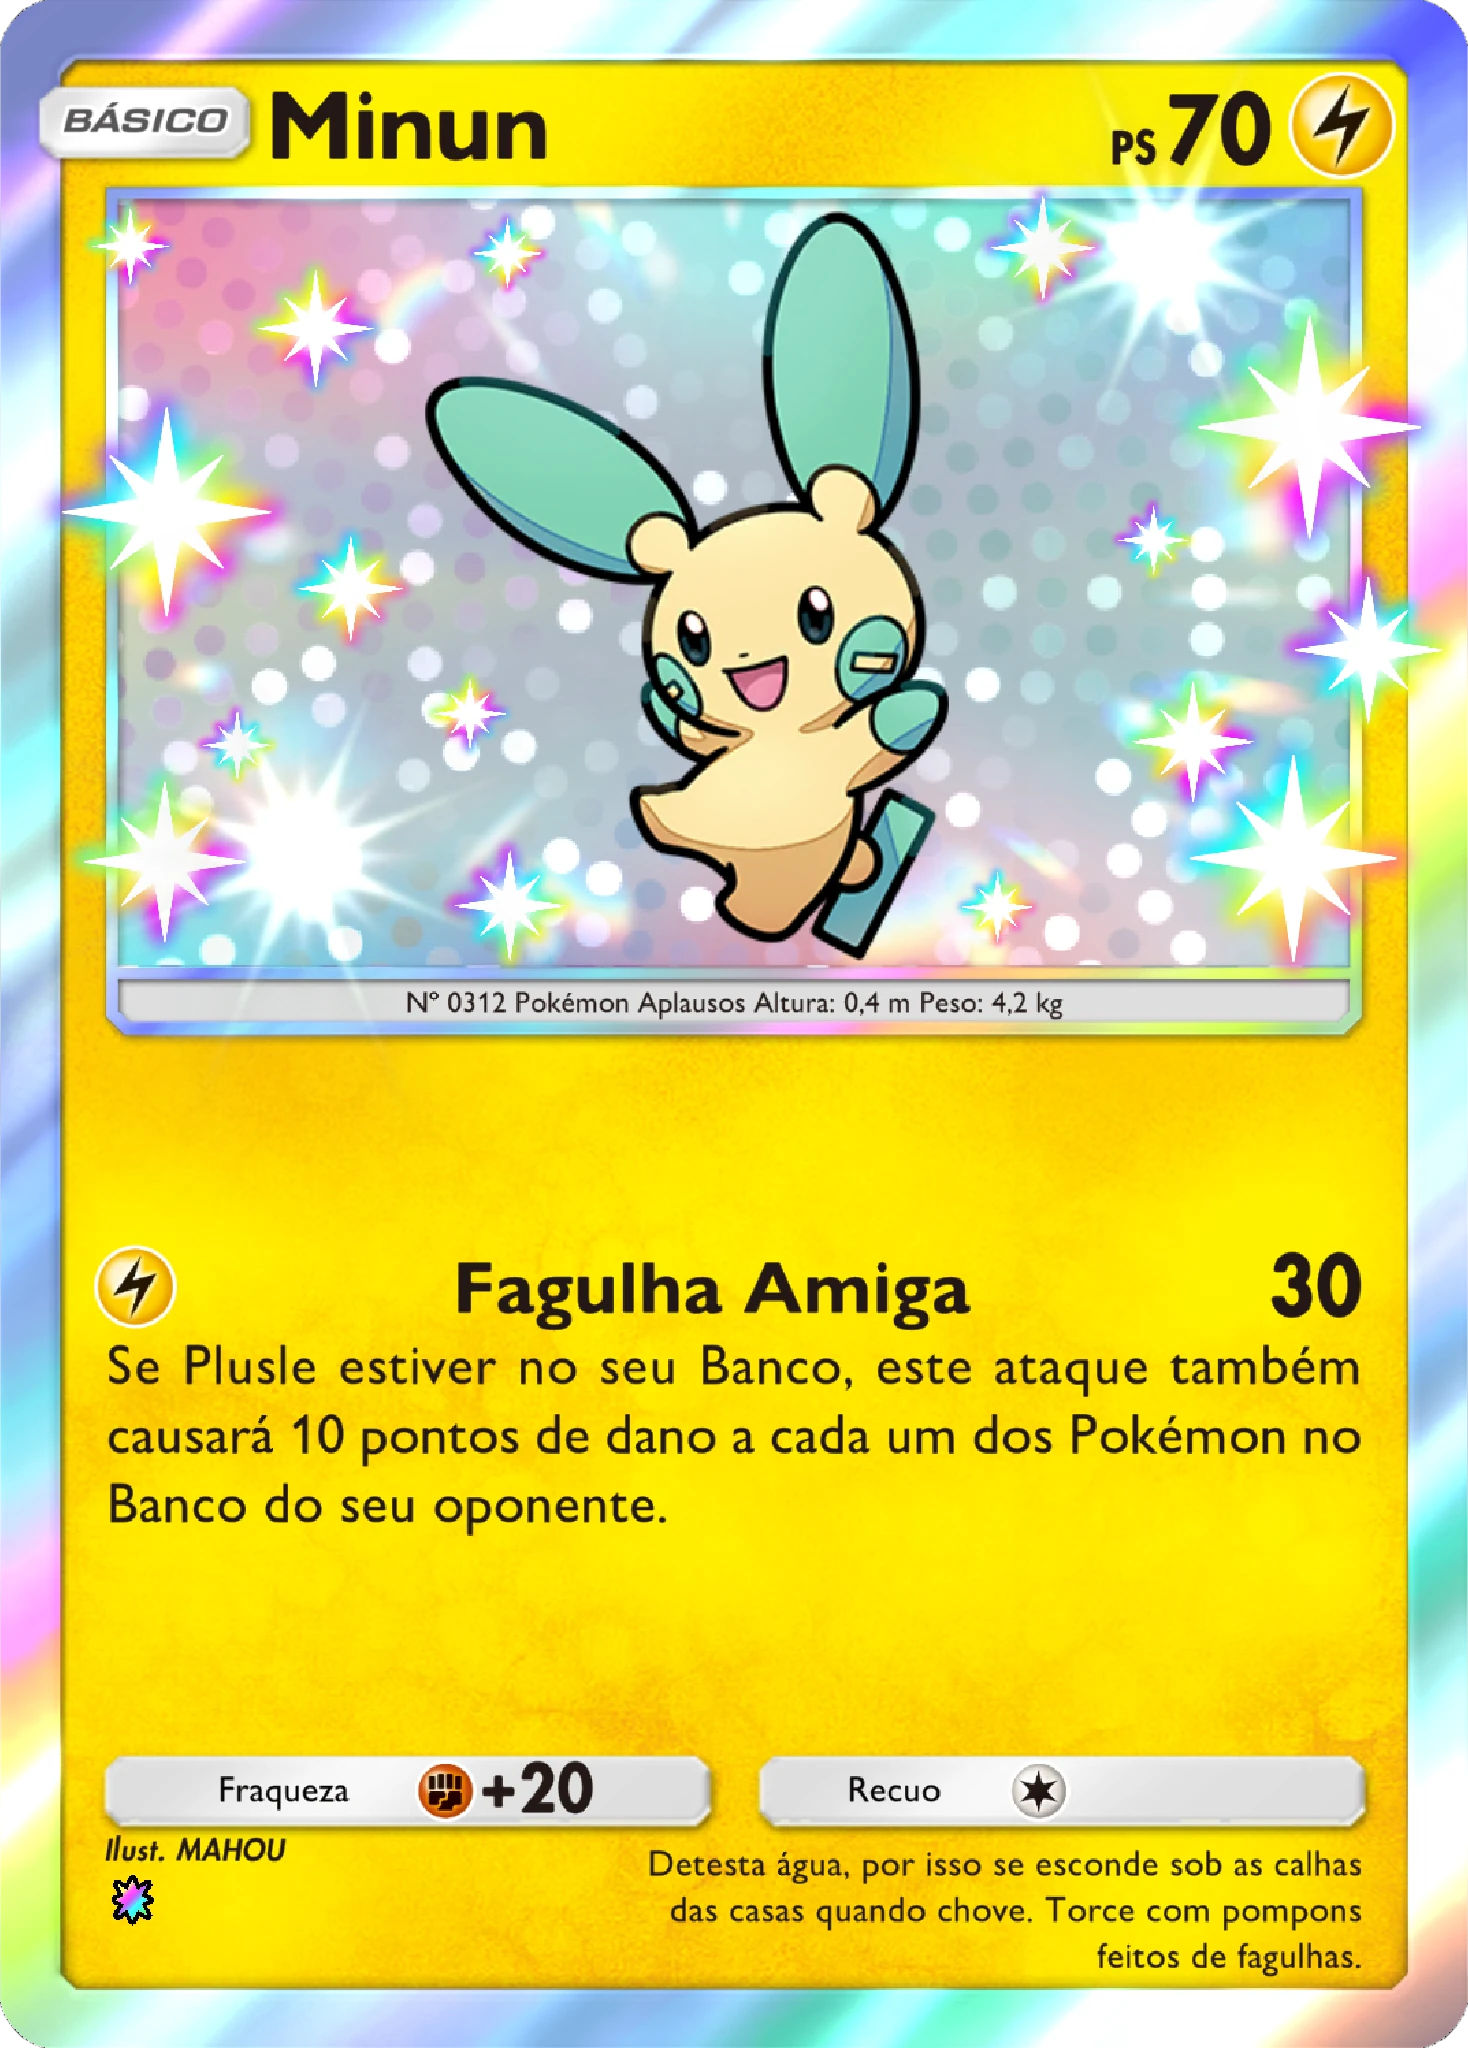 BÁSICO Minun PS 70
Nº 0312 Pokémon Aplausos Altura: 0,4 m Peso: 4,2 kg
Fagulha Amiga 30
Se Plusle estiver no seu Banco, este ataque também
causará 10 pontos de dano a cada um dos Pokémon no
Banco do seu oponente.
Fraqueza +20 Recuo
Ilust. MAHOU
Detesta água, por isso se esconde sob as calhas
das casas quando chove. Torce com pompons
feitos de fagulhas.